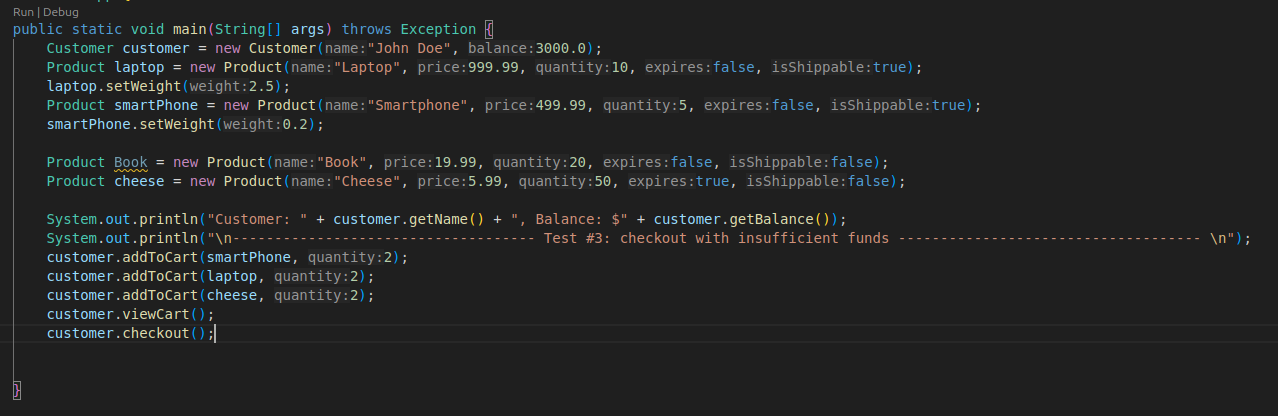 Run | Debug
public static void main(String[] args) throws Exception {
Customer customer = new Customer(name:"John Doe", balance:3000.0);
Product laptop = new Product(name:"Laptop", price:999.99, quantity:10, expires:false, isShippable:true);
laptop.setWeight(weight:2.5);
Product smartPhone = new Product(name:"Smartphone", price:499.99, quantity:5, expires:false, isShippable:true);
smartPhone.setWeight(weight:0.2);
Product Book = new Product(name:"Book", price:19.99, quantity:20, expires:false, isShippable:false);
Product cheese = new Product(name:"Cheese", price:5.99, quantity:50, expires:true, isShippable:false);
System.out.println("Customer: " + customer.getName() + ", Balance: $" + customer.getBalance());
System.out.println("\n------------------------------------ Test #3: checkout with insufficient funds ------------------------------------ \n");
customer.addToCart(smartPhone, quantity:2);
customer.addToCart(laptop, quantity:2);
customer.addToCart(cheese, quantity:2);
customer.viewCart();
customer.checkout();
}